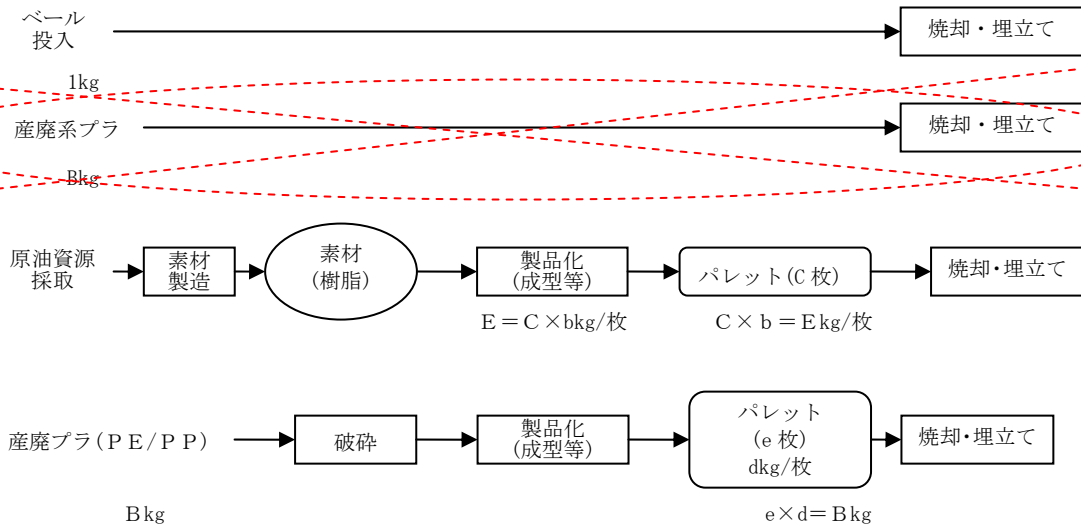 ベール
投入
焼却・埋立て
1kg
産廃系プラ
焼却・埋立て
Bkg
原油資源
採取
素材
製造
素材
(樹脂)
製品化
(成型等)
パレット(C 枚)
焼却・埋立て
E＝C×bkg/枚
C×b＝Ekg/枚
産廃プラ(PE/PP)
破砕
製品化
(成型等)
パレット
(e 枚)
dkg/枚
焼却・埋立て
Bkg
e×d＝Bkg